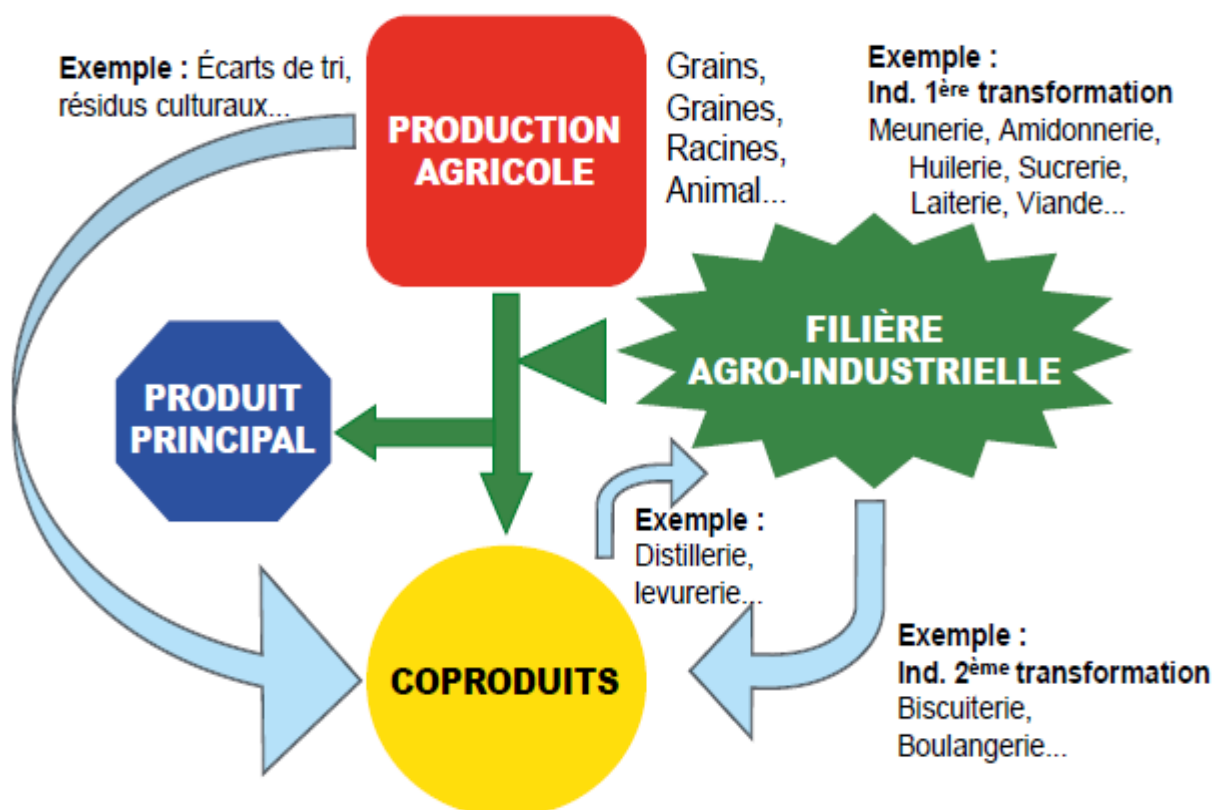 Exemple : Écarts de tri,
résidus culturaux...
PRODUCTION
AGRICOLE
Grains,
Graines,
Racines,
Animal...
Exemple :
Ind. 1ère transformation
Meunerie, Amidonnerie,
Huilerie, Sucrerie,
Laiterie, Viande...
FILIÈRE
AGRO-INDUSTRIELLE
PRODUIT
PRINCIPAL
Exemple :
Distillerie,
levurerie...
COPRODUITS
Exemple :
Ind. 2ème transformation
Biscuiterie,
Boulangerie...